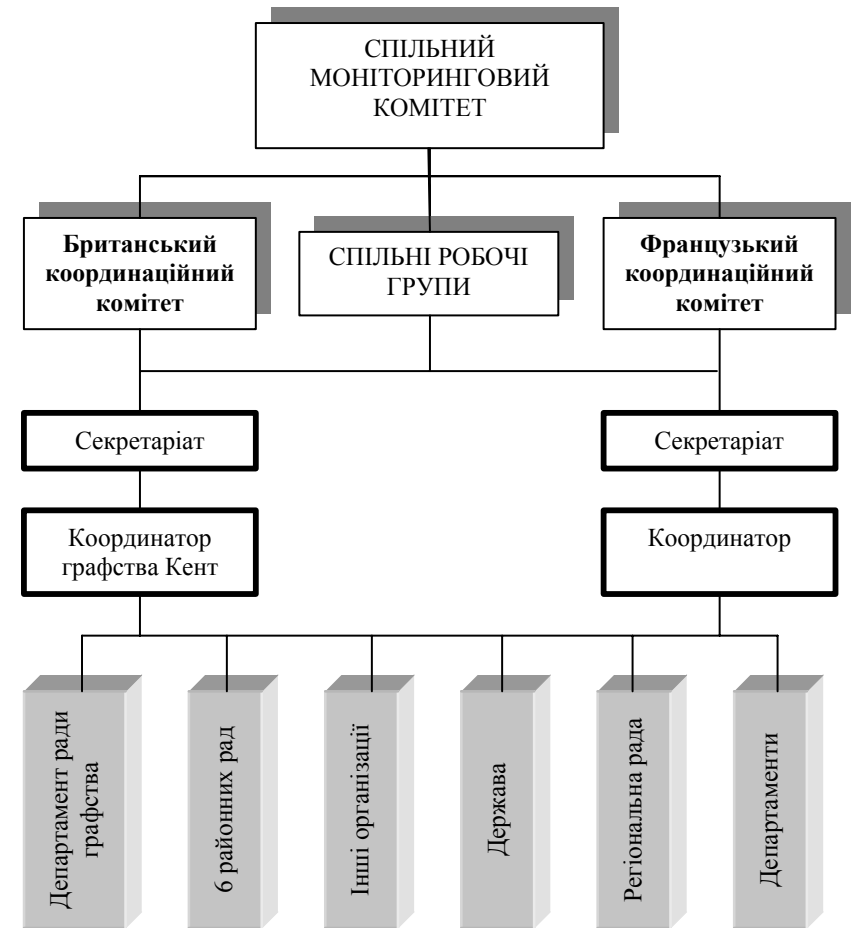 СПІЛЬНИЙ
МОНІТОРИНГОВИЙ
КОМІТЕТ
Британський
координаційний
комітет
СПІЛЬНІ РОБОЧІ
ГРУПИ
Французький
координаційний
комітет
Секретаріат
Секретаріат
Координатор
графства Кент
Координатор
Департамент ради
графства
6 районних рад
Інші організації
Держава
Регіональна рада
Департаменти